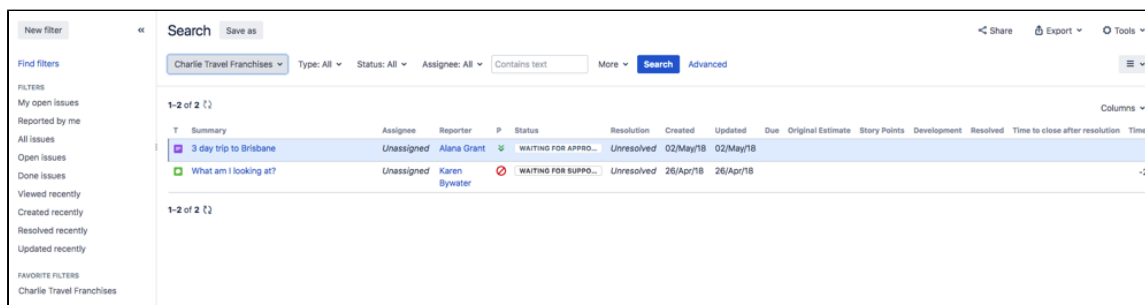 New filter «
Search Save as
Share Export Tools
Find filters
Charlie Travel Franchises Type: All Status: All Assignee: All Contains text More Search Advanced
FILTERS
My open issues
Reported by me
All issues
Open issues
Done issues
Viewed recently
Created recently
Resolved recently
Updated recently
FAVORITE FILTERS
Charlie Travel Franchises
1–2 of 2
Columns
T Summary Assignee Reporter P Status Resolution Created Updated Due Original Estimate Story Points Development Resolved Time to close after resolution Time
3 day trip to Brisbane Unassigned Alana Grant WAITING FOR APPRO... Unresolved 02/May/18 02/May/18
What am I looking at? Unassigned Karen Bywater WAITING FOR SUPPO... Unresolved 26/Apr/18 26/Apr/18
1–2 of 2